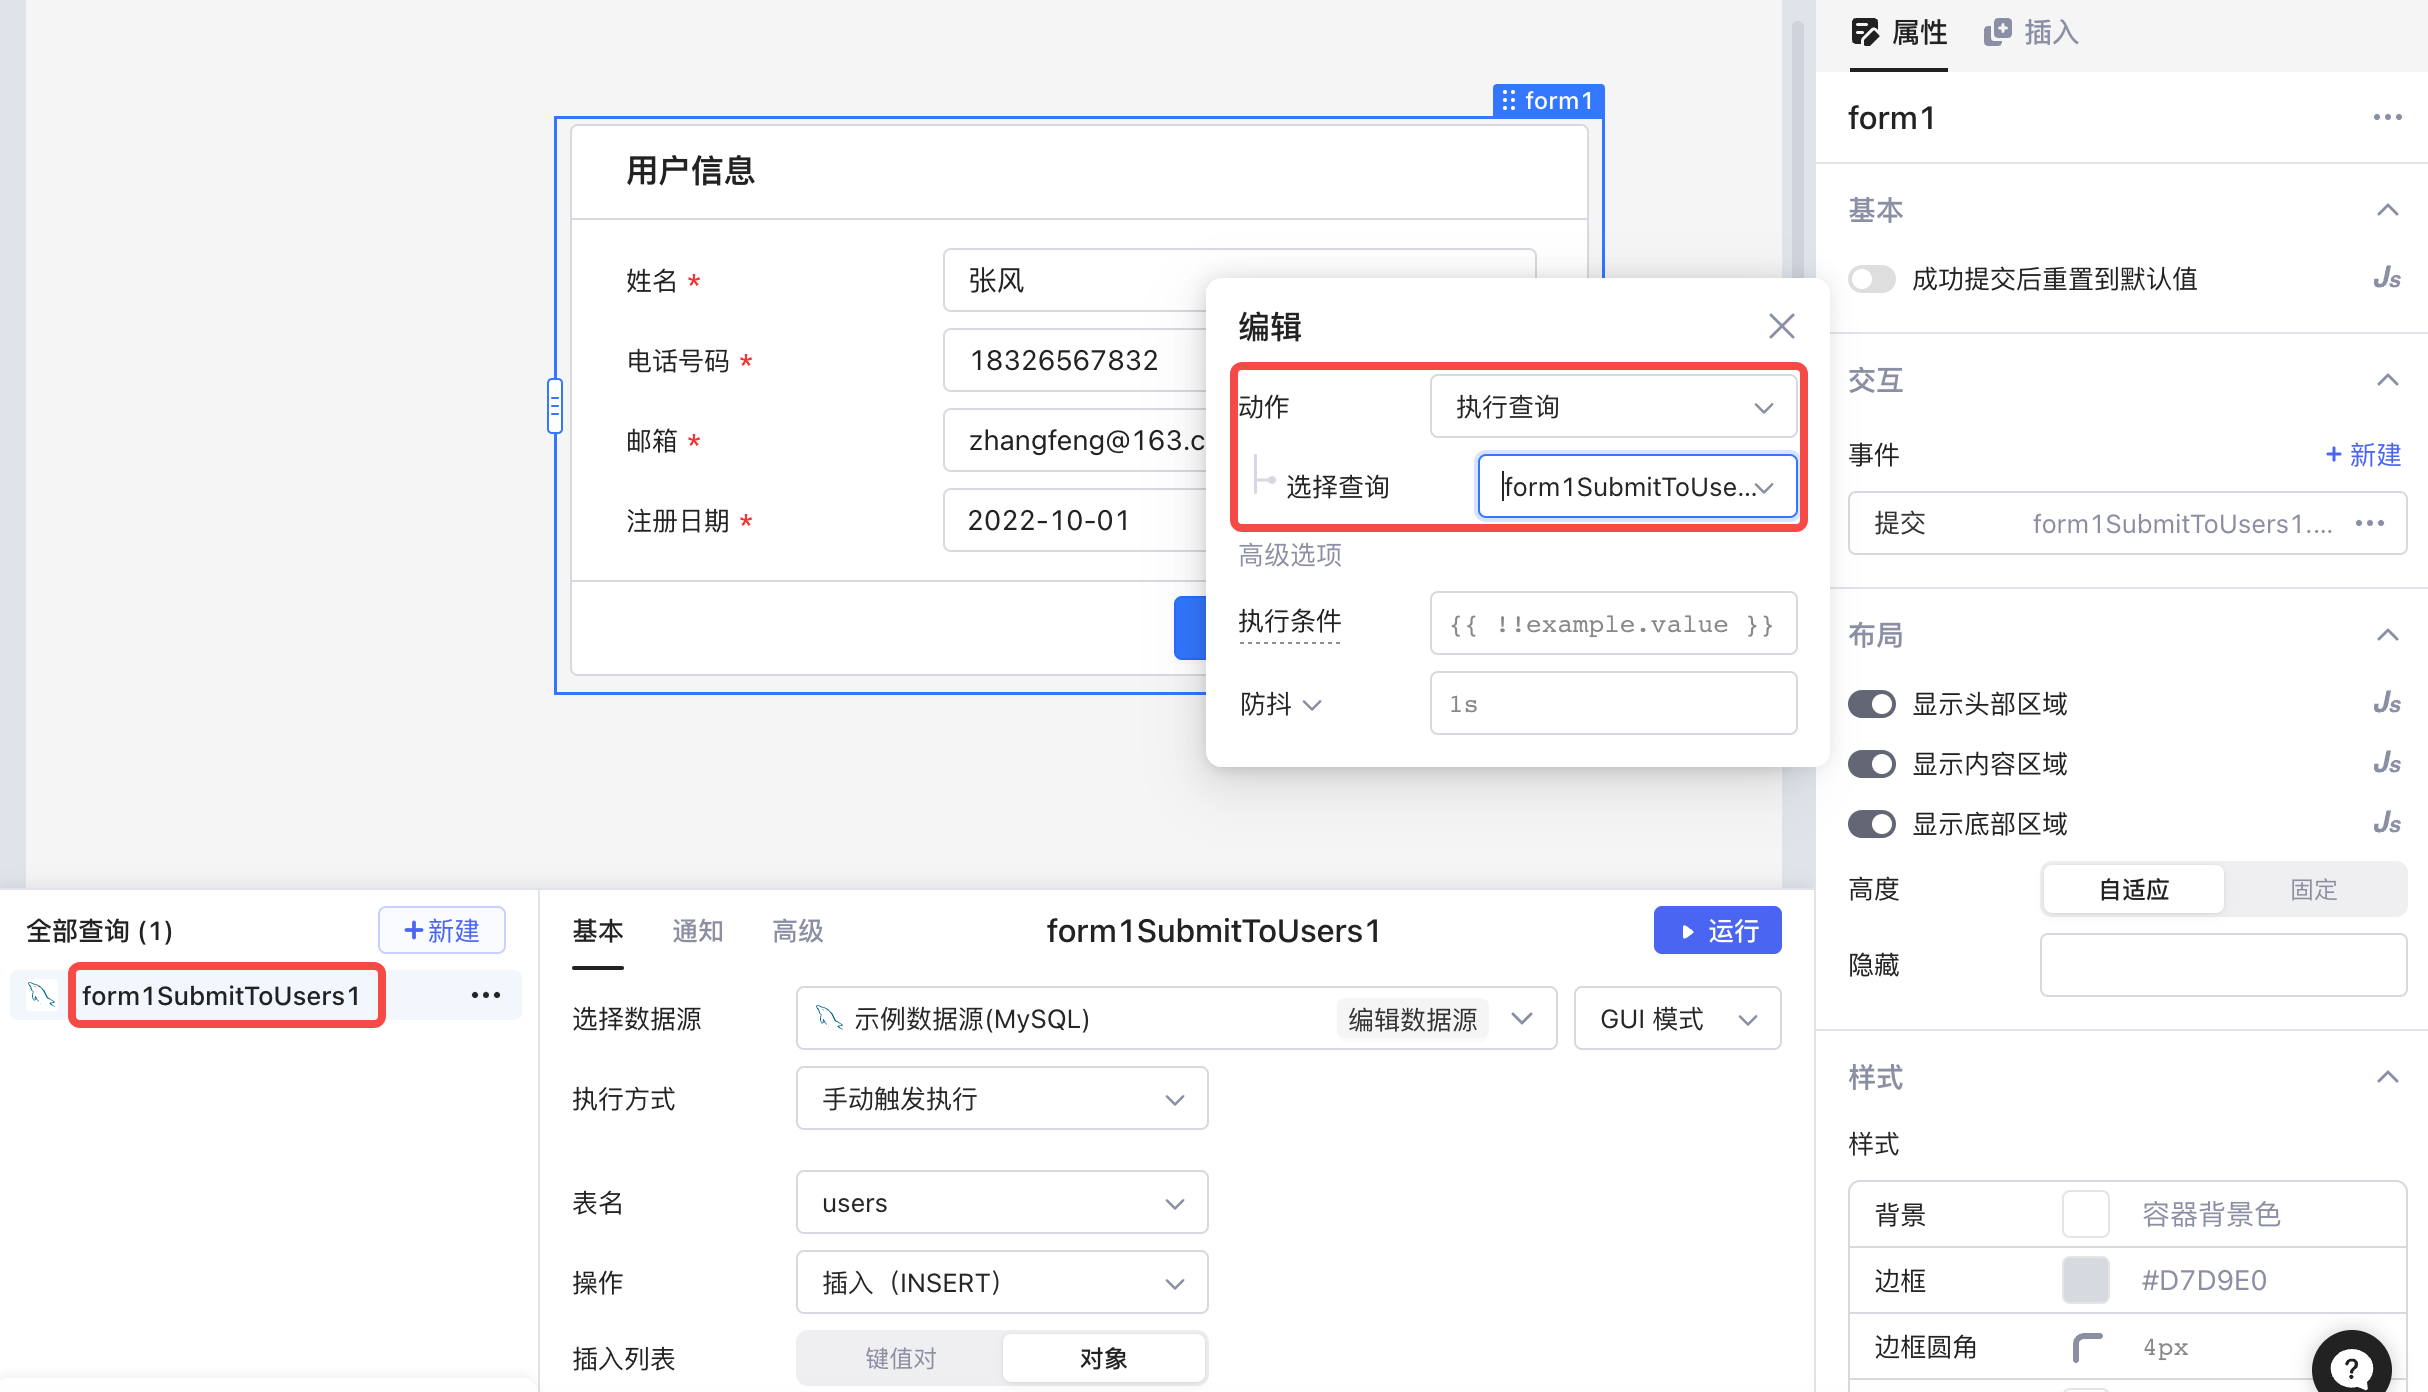 form1
用户信息
姓名 *
张风
电话号码 *
18326567832
邮箱 *
zhangfeng@163.c
注册日期 *
2022-10-01
编辑
动作
执行查询
选择查询
form1SubmitToUse...
高级选项
执行条件
{{ !!example.value }}
防抖
1s
属性
插入
form1
基本
成功提交后重置到默认值
Js
交互
事件
+ 新建
提交
form1SubmitToUsers1....
布局
显示头部区域
Js
显示内容区域
Js
显示底部区域
Js
高度
自适应
固定
隐藏
样式
样式
背景
容器背景色
边框
#D7D9E0
边框圆角
4px
?
全部查询 (1)
+新建
form1SubmitToUsers1
基本
通知
高级
form1SubmitToUsers1
运行
选择数据源
示例数据源(MySQL)
编辑数据源
GUI 模式
执行方式
手动触发执行
表名
users
操作
插入（INSERT）
插入列表
键值对
对象